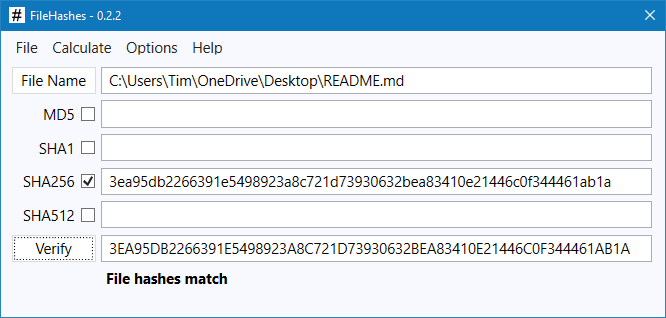 # FileHashes - 0.2.2
File Calculate Options Help
File Name C:\Users\Tim\OneDrive\Desktop\README.md
MD5
SHA1
SHA256 3ea95db2266391e5498923a8c721d73930632bea83410e21446c0f344461ab1a
SHA512
Verify 3EA95DB2266391E5498923A8C721D73930632BEA83410E21446C0F344461AB1A
File hashes match